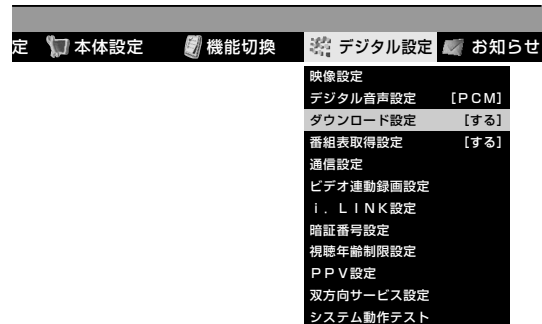 定 本体設定 機能切換 デジタル設定 お知らせ
映像設定
デジタル音声設定 [PCM]
ダウンロード設定 [する]
番組表取得設定 [する]
通信設定
ビデオ連動録画設定
i．LINK設定
暗証番号設定
視聴年齢制限設定
PPV設定
双方向サービス設定
システム動作テスト